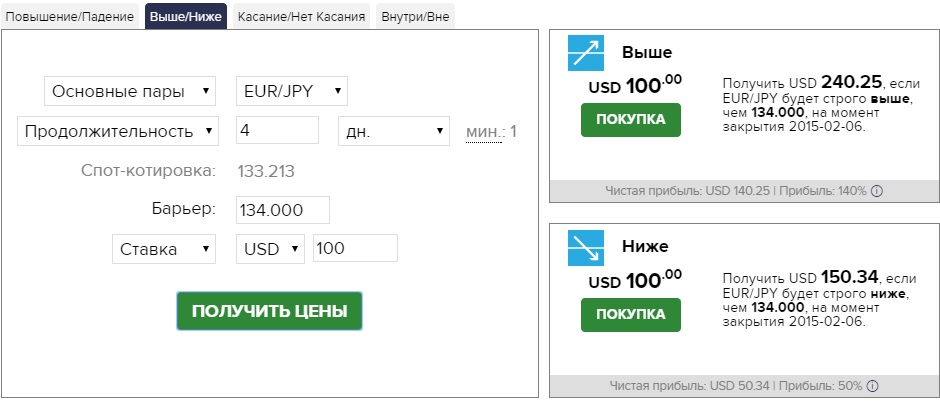 Повышение/Падение Выше/Ниже Касание/Нет Касания Внутри/Вне
Основные пары EUR/JPY
Продолжительность 4 дн. мин.: 1
Спот-котировка: 133.213
Барьер: 134.000
Ставка USD 100
ПОЛУЧИТЬ ЦЕНЫ
Выше
USD 100.00
ПОКУПКА
Получить USD 240.25, если
EUR/JPY будет строго выше,
чем 134.000, на момент
закрытия 2015-02-06.
Чистая прибыль: USD 140.25 | Прибыль: 140%
Ниже
USD 100.00
ПОКУПКА
Получить USD 150.34, если
EUR/JPY будет строго ниже,
чем 134.000, на момент
закрытия 2015-02-06.
Чистая прибыль: USD 50.34 | Прибыль: 50%